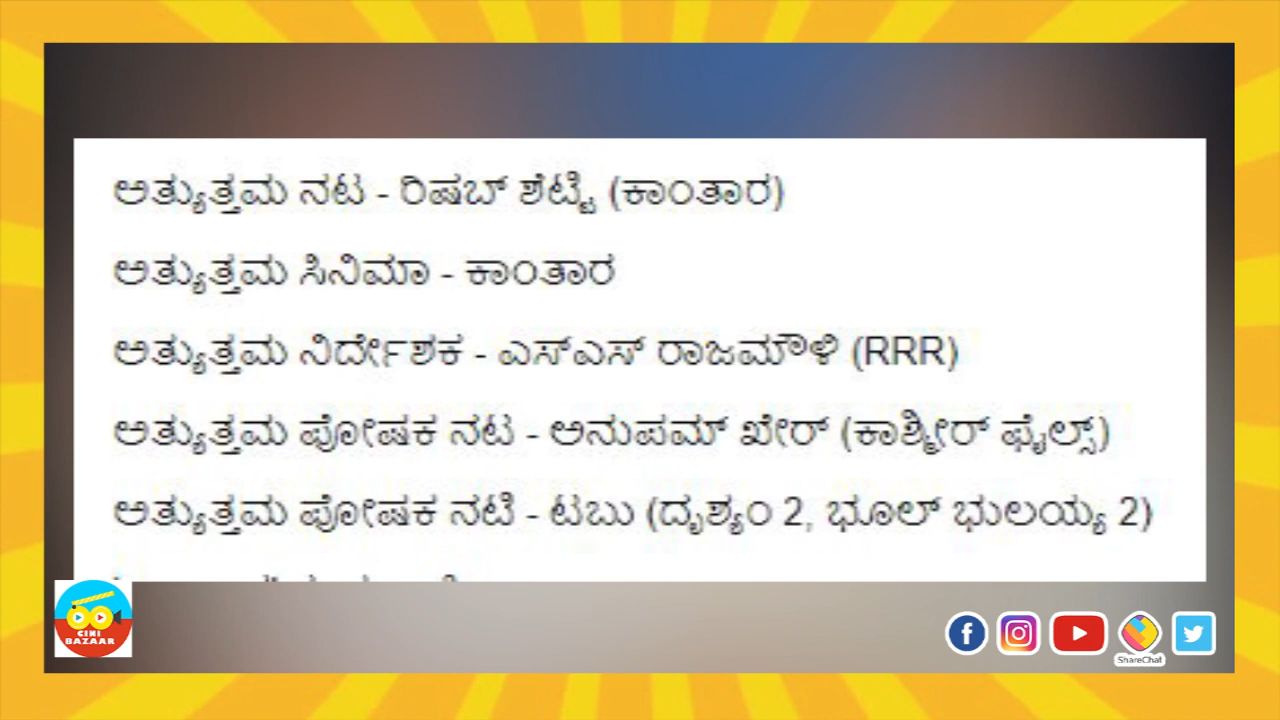 ಅತ್ಯುತ್ತಮ ನಟ - ರಿಷಬ್ ಶೆಟ್ಟಿ (ಕಾಂತಾರ)
ಅತ್ಯುತ್ತಮ ಸಿನಿಮಾ - ಕಾಂತಾರ
ಅತ್ಯುತ್ತಮ ನಿರ್ದೇಶಕ - ಎಸ್ಎಸ್ ರಾಜಮೌಳಿ (RRR)
ಅತ್ಯುತ್ತಮ ಪೋಷಕ ನಟ - ಅನುಪಮ್ ಖೇರ್ (ಕಾಶ್ಮೀರ್ ಫೈಲ್ಸ್)
ಅತ್ಯುತ್ತಮ ಪೋಷಕ ನಟಿ - ಟಬು (ದೃಶ್ಯಂ 2, ಭೂಲ್ ಭುಲಯ್ಯ 2)
CINI
BAZAAR
ShareChat